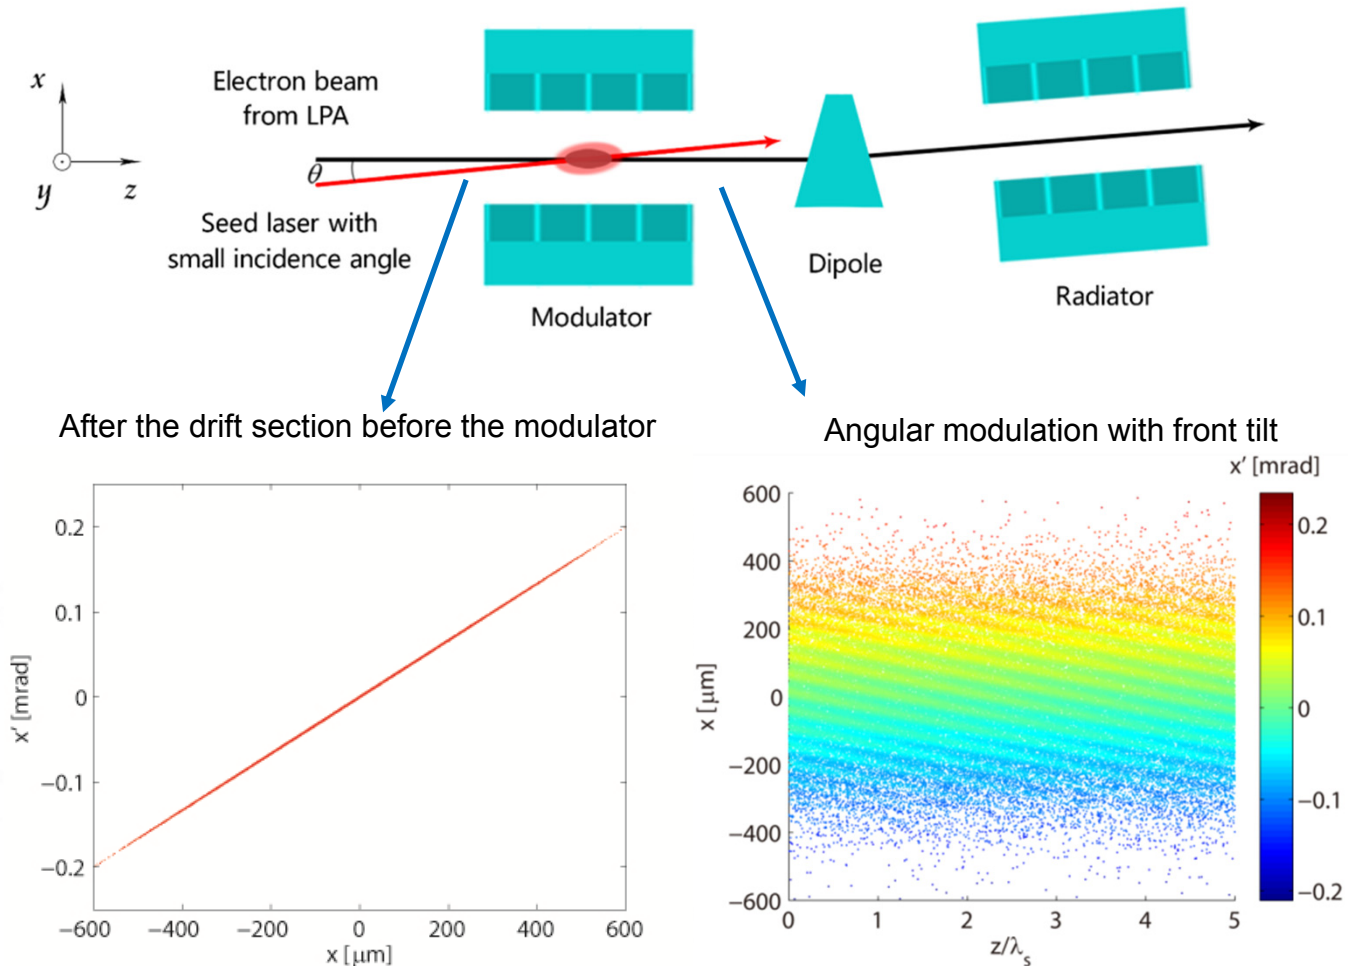 x
y
z
Electron beam
from LPA
θ
Seed laser with
small incidence angle
Modulator
Dipole
Radiator
After the drift section before the modulator
Angular modulation with front tilt
x′ [mrad]
0.2
0.1
0
−0.1
−0.2
−600
−400
−200
0
200
400
600
x [μm]
x [μm]
600
400
200
0
−200
−400
−600
0
1
2
3
4
5
z/λs
x′ [mrad]
0.2
0.1
0
−0.1
−0.2